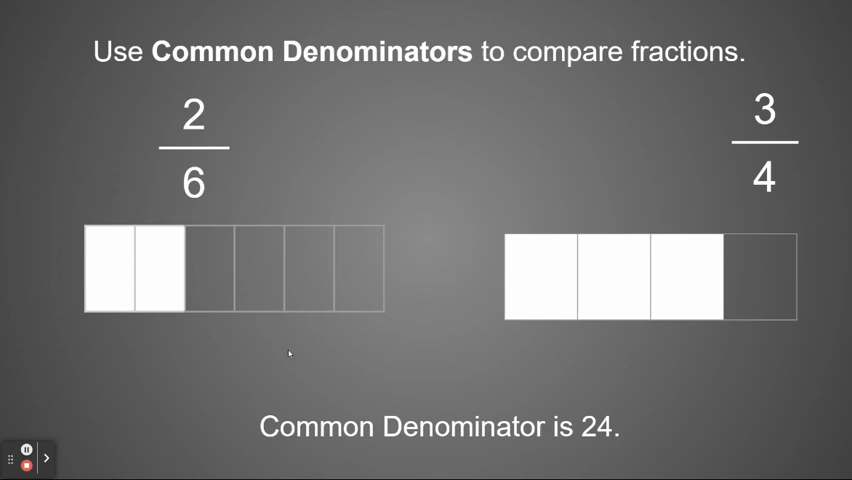 Use Common Denominators to compare fractions.
2
6
3
4
Common Denominator is 24.